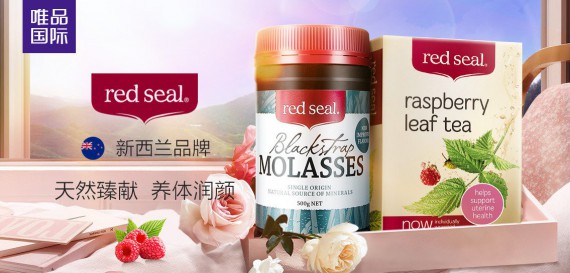 唯品
国际
red seal®
新西兰品牌
天然臻献 养体润颜
red seal®
Blackstrap
MOLASSES
SINGLE ORIGIN
NATURAL SOURCE OF MINERALS
500g NET
red seal®
raspberry
leaf tea
helps
support
uterine
health
now individually